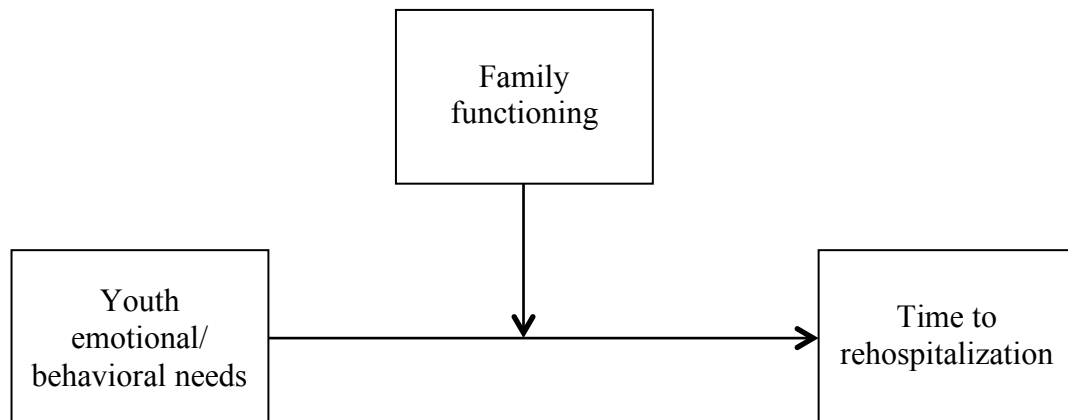 Family
functioning
Youth
emotional/
behavioral needs
Time to
rehospitalization